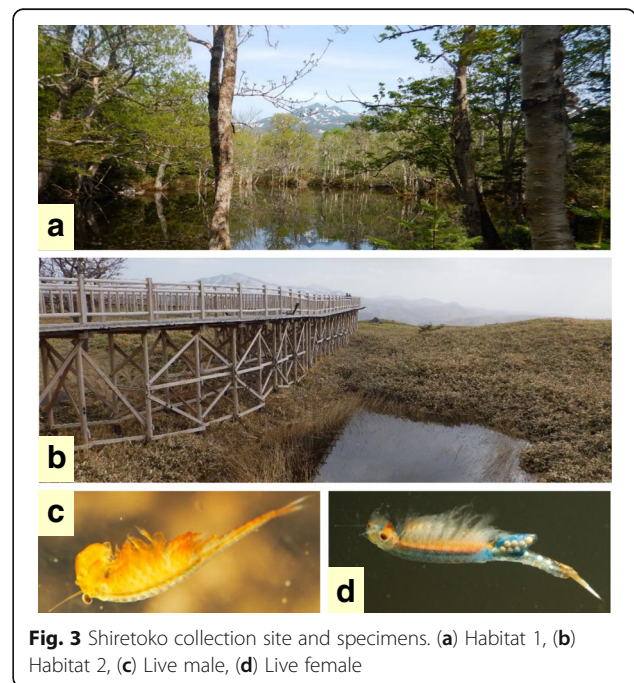 a
b
c
d
Fig. 3 Shiretoko collection site and specimens. (a) Habitat 1, (b)
Habitat 2, (c) Live male, (d) Live female